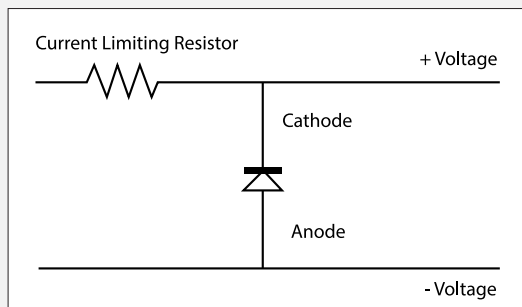 Current Limiting Resistor
+ Voltage
Cathode
Anode
- Voltage